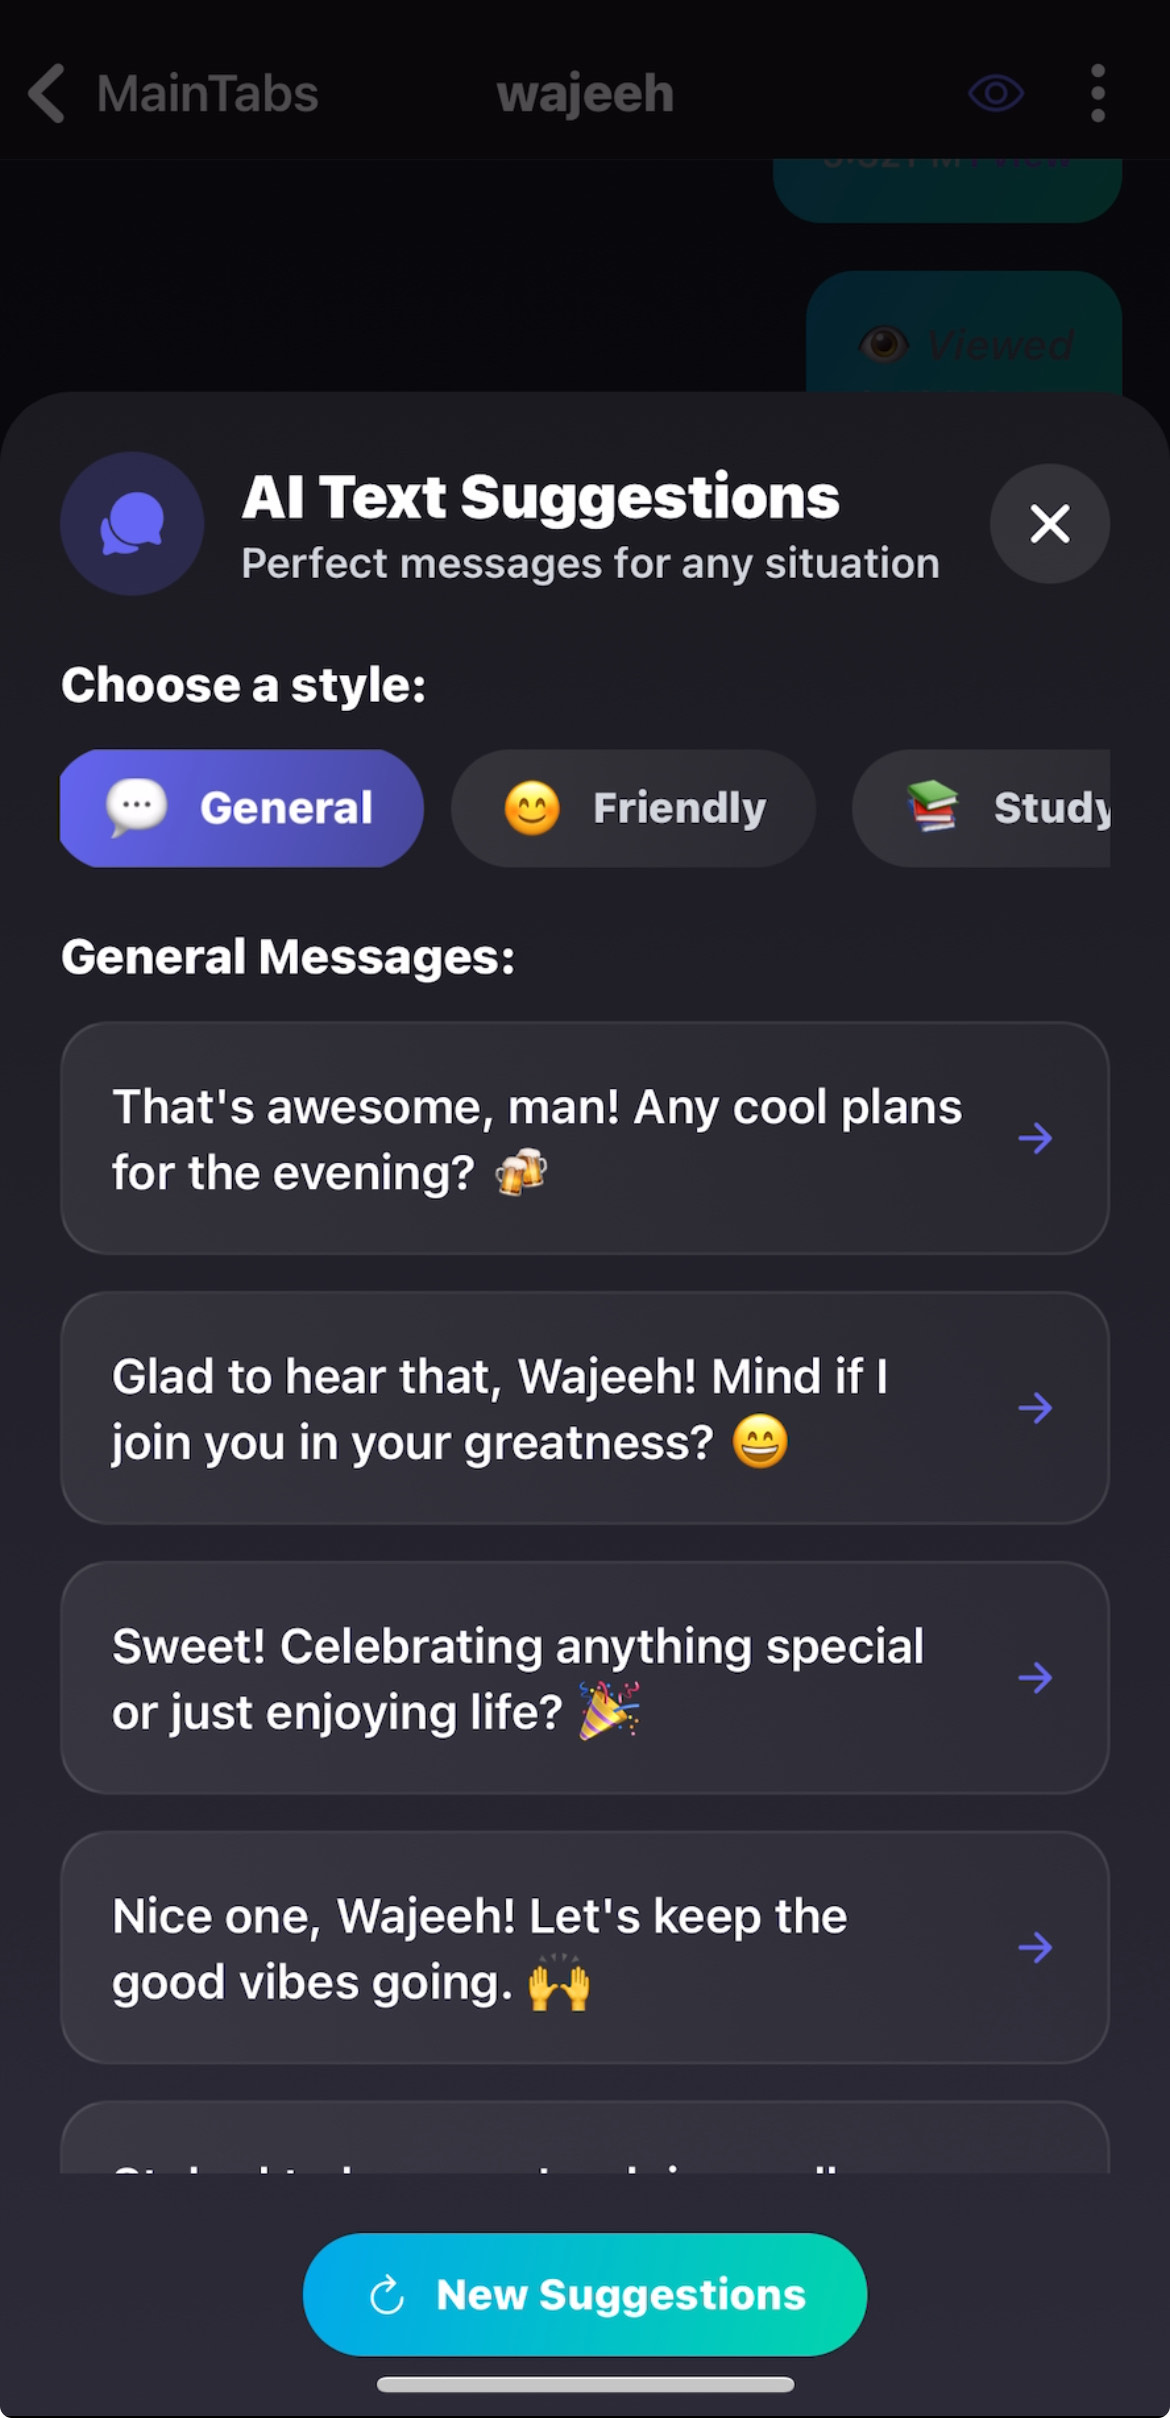 MainTabs
wajeeh
Viewed
AI Text Suggestions
Perfect messages for any situation
Choose a style:
General
Friendly
Study
General Messages:
That's awesome, man! Any cool plans
for the evening? 🍻
Glad to hear that, Wajeeh! Mind if I
join you in your greatness? 😄
Sweet! Celebrating anything special
or just enjoying life? 🎉
Nice one, Wajeeh! Let's keep the
good vibes going. 🙌
New Suggestions